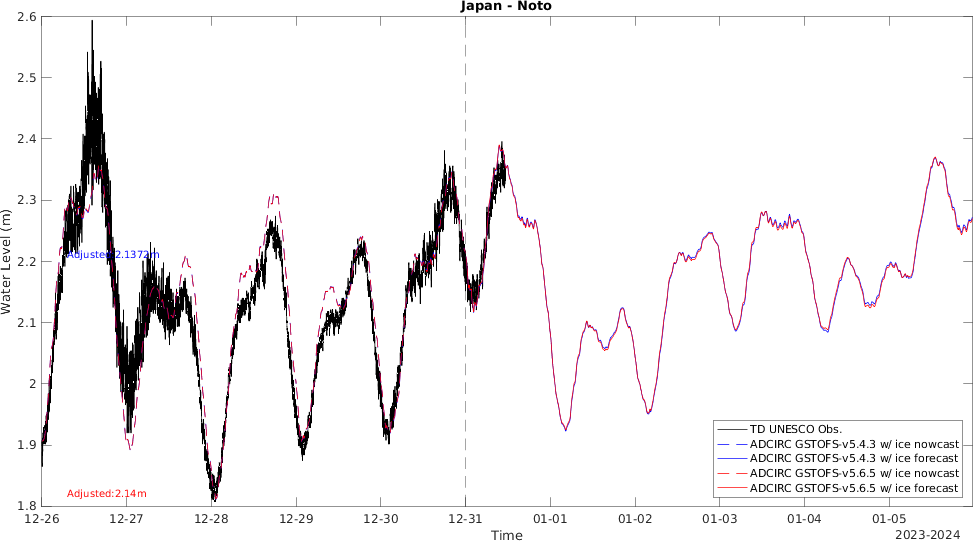 Japan - Noto
2.6
2.5
2.4
2.3
2.2
2.1
2
1.9
1.8
Water Level (m)
Adjusted:2.1372m
Adjusted:2.14m
TD UNESCO Obs.
ADCIRC GSTOFS-v5.4.3 w/ ice nowcast
ADCIRC GSTOFS-v5.4.3 w/ ice forecast
ADCIRC GSTOFS-v5.6.5 w/ ice nowcast
ADCIRC GSTOFS-v5.6.5 w/ ice forecast
12-26 12-27 12-28 12-29 12-30 12-31 01-01 01-02 01-03 01-04 01-05
Time
2023-2024